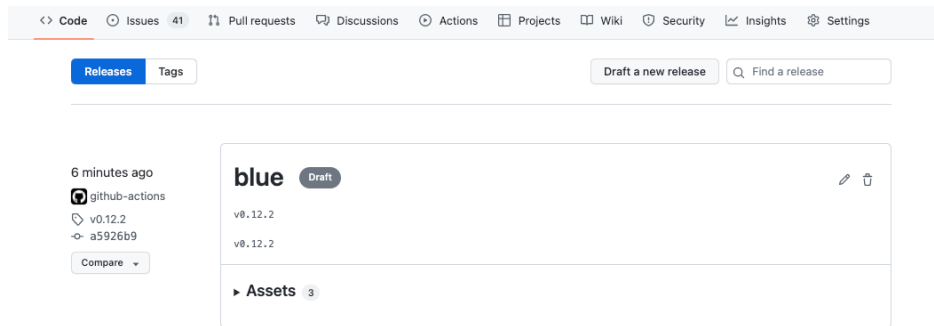 <> Code Issues 41 Pull requests Discussions Actions Projects Wiki Security Insights Settings
Releases Tags Draft a new release Find a release
6 minutes ago
github-actions
v0.12.2
a5926b9
Compare
blue Draft
v0.12.2
v0.12.2
Assets 3